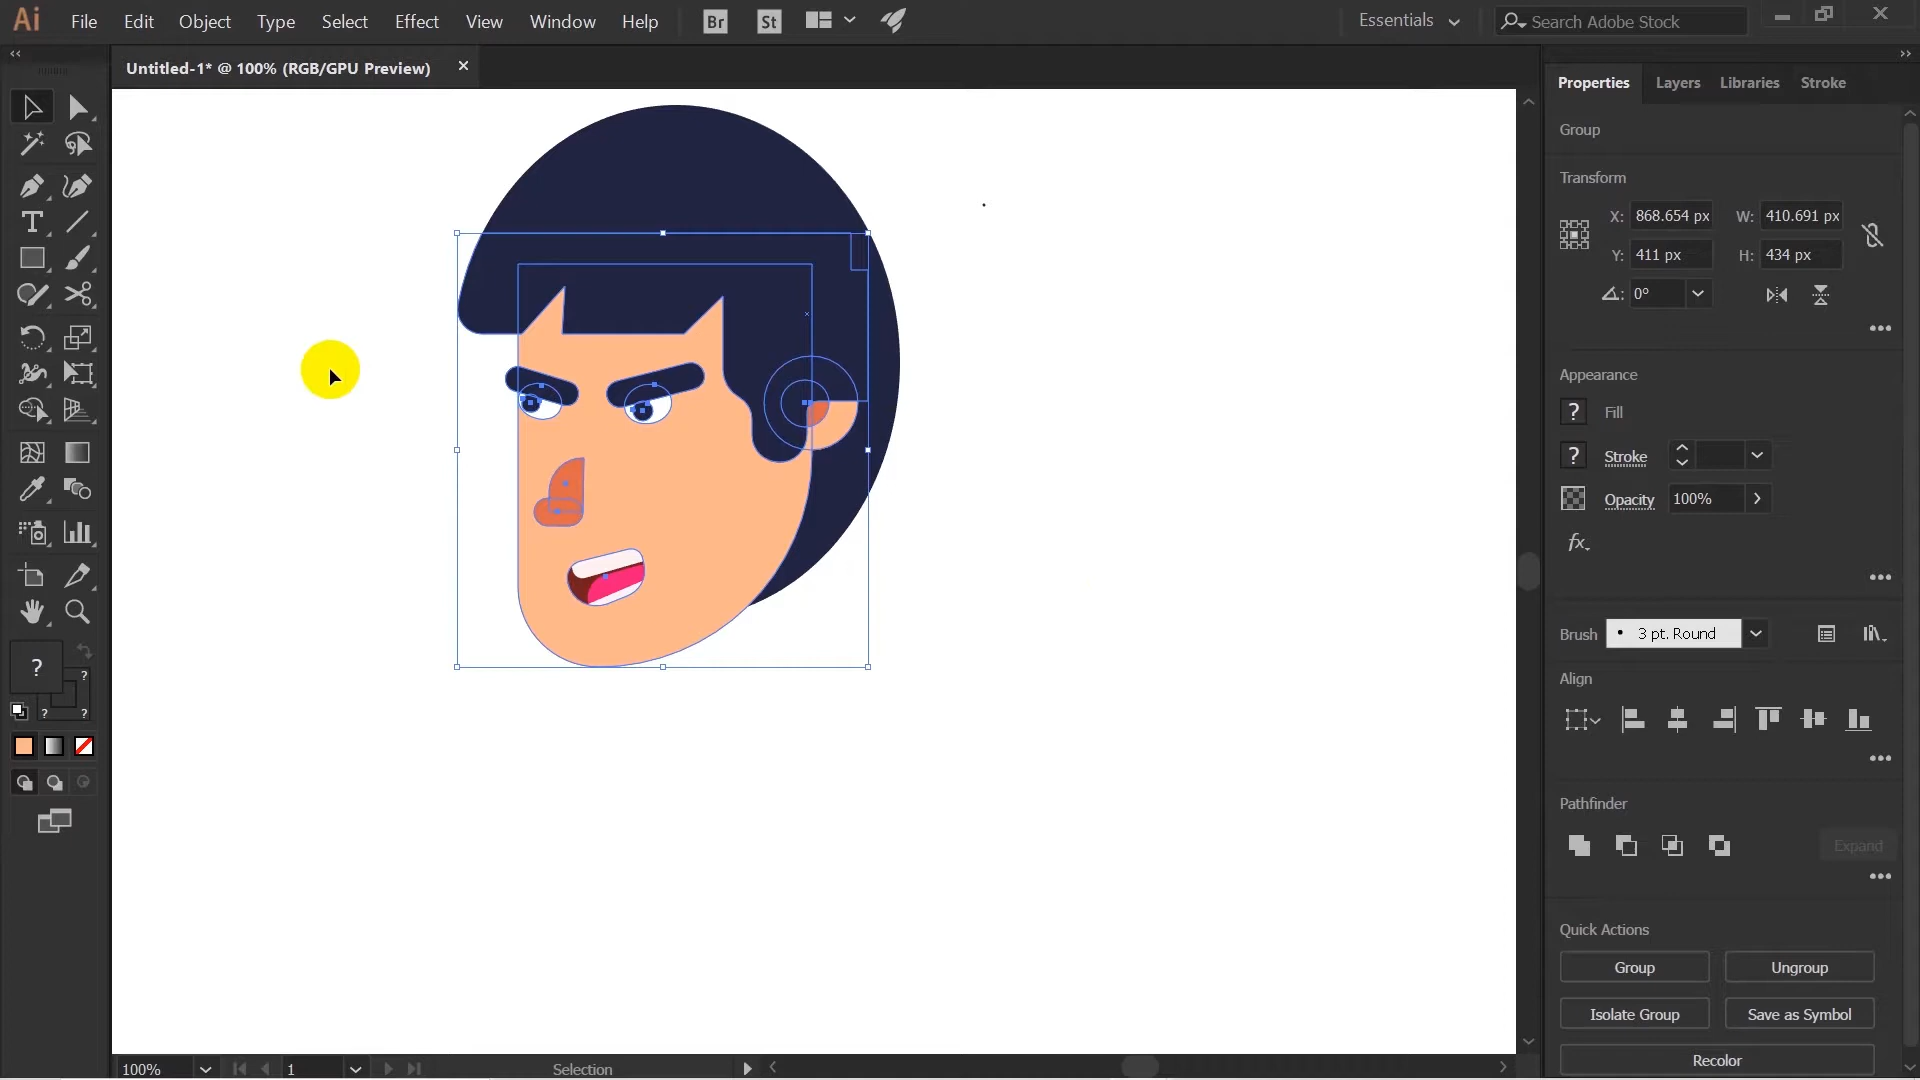 Ai File Edit Object Type Select Effect View Window Help Br St Essentials Search Adobe Stock
Untitled-1* @ 100% (RGB/GPU Preview)
Properties Layers Libraries Stroke
Group
Transform
X: 868.654 px W: 410.691 px
Y: 411 px H: 434 px
0°
Appearance
? Fill
? Stroke
Opacity 100%
fx
Brush 3 pt. Round
Align
Pathfinder
Expand
Quick Actions
Group Ungroup
Isolate Group Save as Symbol
Recolor
T
?
?
? ?
100% 1 Selection